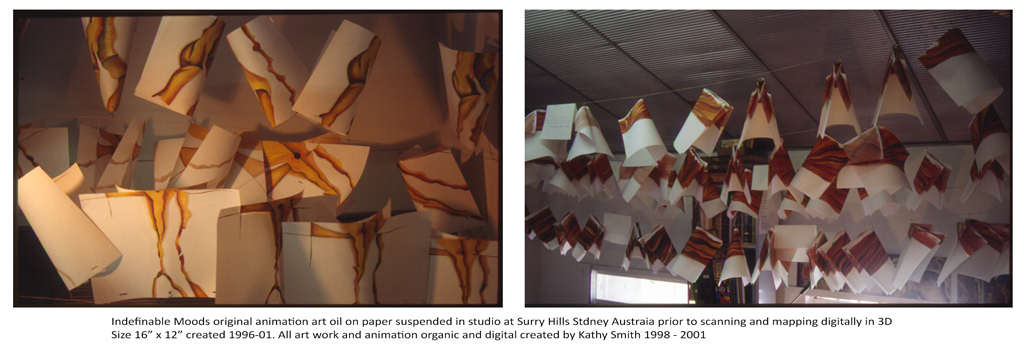 Indefinable Moods original animation art oil on paper suspended in studio at Surry Hills Stdney Austraia prior to scanning and mapping digitally in 3D
Size 16” x 12” created 1996-01. All art work and animation organic and digital created by Kathy Smith 1998 - 2001